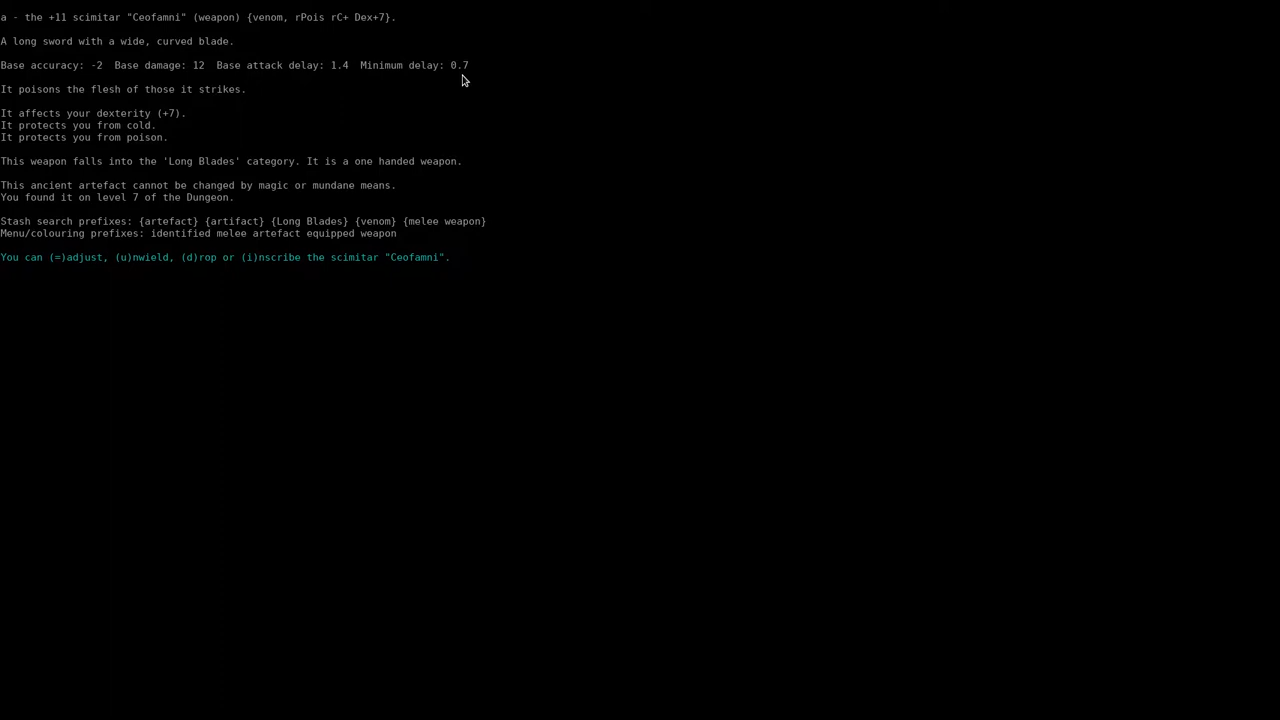 a - the +11 scimitar "Ceofamni" (weapon) {venom, rPois rC+ Dex+7}.
A long sword with a wide, curved blade.
Base accuracy: -2  Base damage: 12  Base attack delay: 1.4  Minimum delay: 0.7
It poisons the flesh of those it strikes.
It affects your dexterity (+7).
It protects you from cold.
It protects you from poison.
This weapon falls into the 'Long Blades' category. It is a one handed weapon.
This ancient artefact cannot be changed by magic or mundane means.
You found it on level 7 of the Dungeon.
Stash search prefixes: {artefact} {artifact} {Long Blades} {venom} {melee weapon}
Menu/colouring prefixes: identified melee artefact equipped weapon
You can (=)adjust, (u)nwield, (d)rop or (i)nscribe the scimitar "Ceofamni".